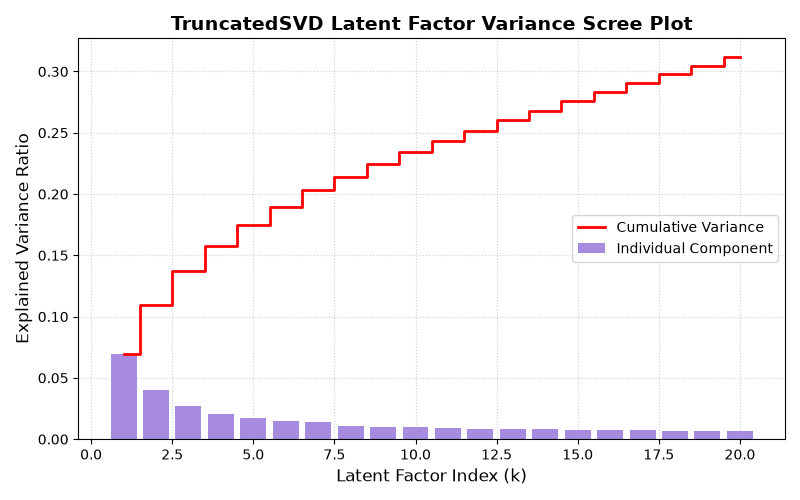 TruncatedSVD Latent Factor Variance Scree Plot
Explained Variance Ratio
0.30
0.25
0.20
0.15
0.10
0.05
0.00
Cumulative Variance
Individual Component
0.0 2.5 5.0 7.5 10.0 12.5 15.0 17.5 20.0
Latent Factor Index (k)